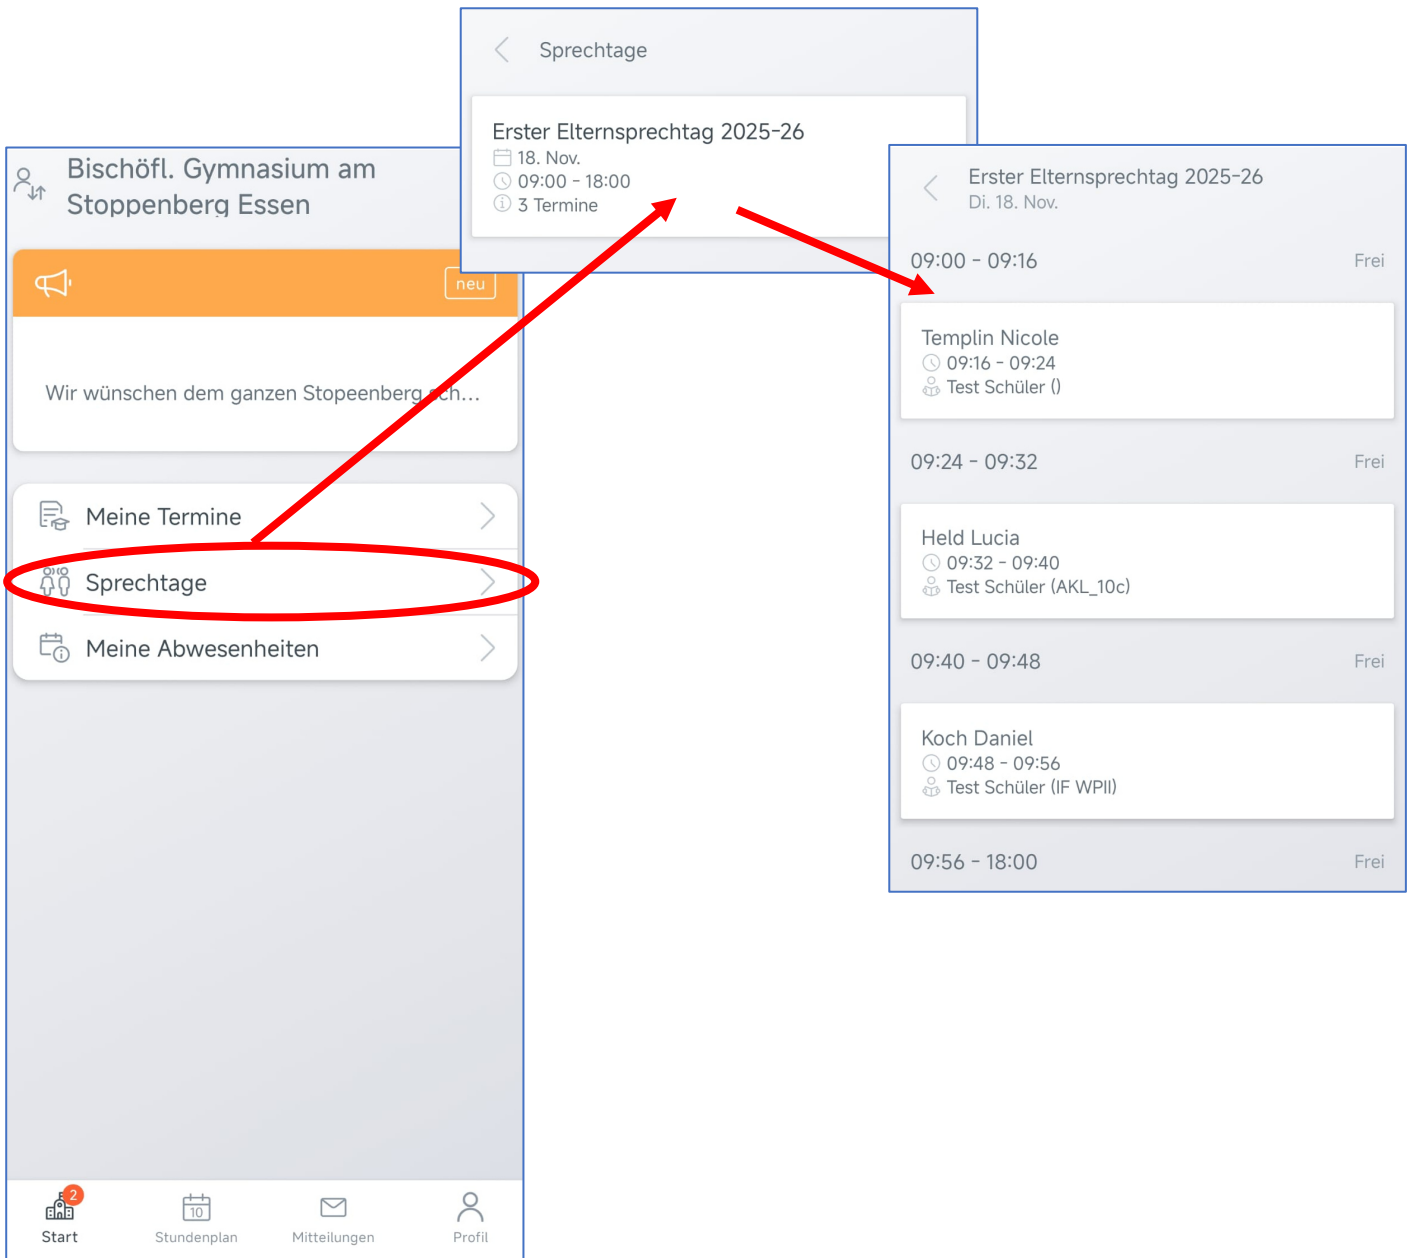 Sprechtage
Erster Elternsprechtag 2025-26
18. Nov.
09:00 - 18:00
3 Termine
Bischöfl. Gymnasium am
Stoppenberg Essen
neu
Wir wünschen dem ganzen Stopeenberg sch...
Meine Termine
Sprechtage
Meine Abwesenheiten
2
Start
10
Stundenplan
Mitteilungen
Profil
Erster Elternsprechtag 2025-26
Di. 18. Nov.
09:00 - 09:16 Frei
Templin Nicole
09:16 - 09:24
Test Schüler ()
09:24 - 09:32 Frei
Held Lucia
09:32 - 09:40
Test Schüler (AKL_10c)
09:40 - 09:48 Frei
Koch Daniel
09:48 - 09:56
Test Schüler (IF WPII)
09:56 - 18:00 Frei